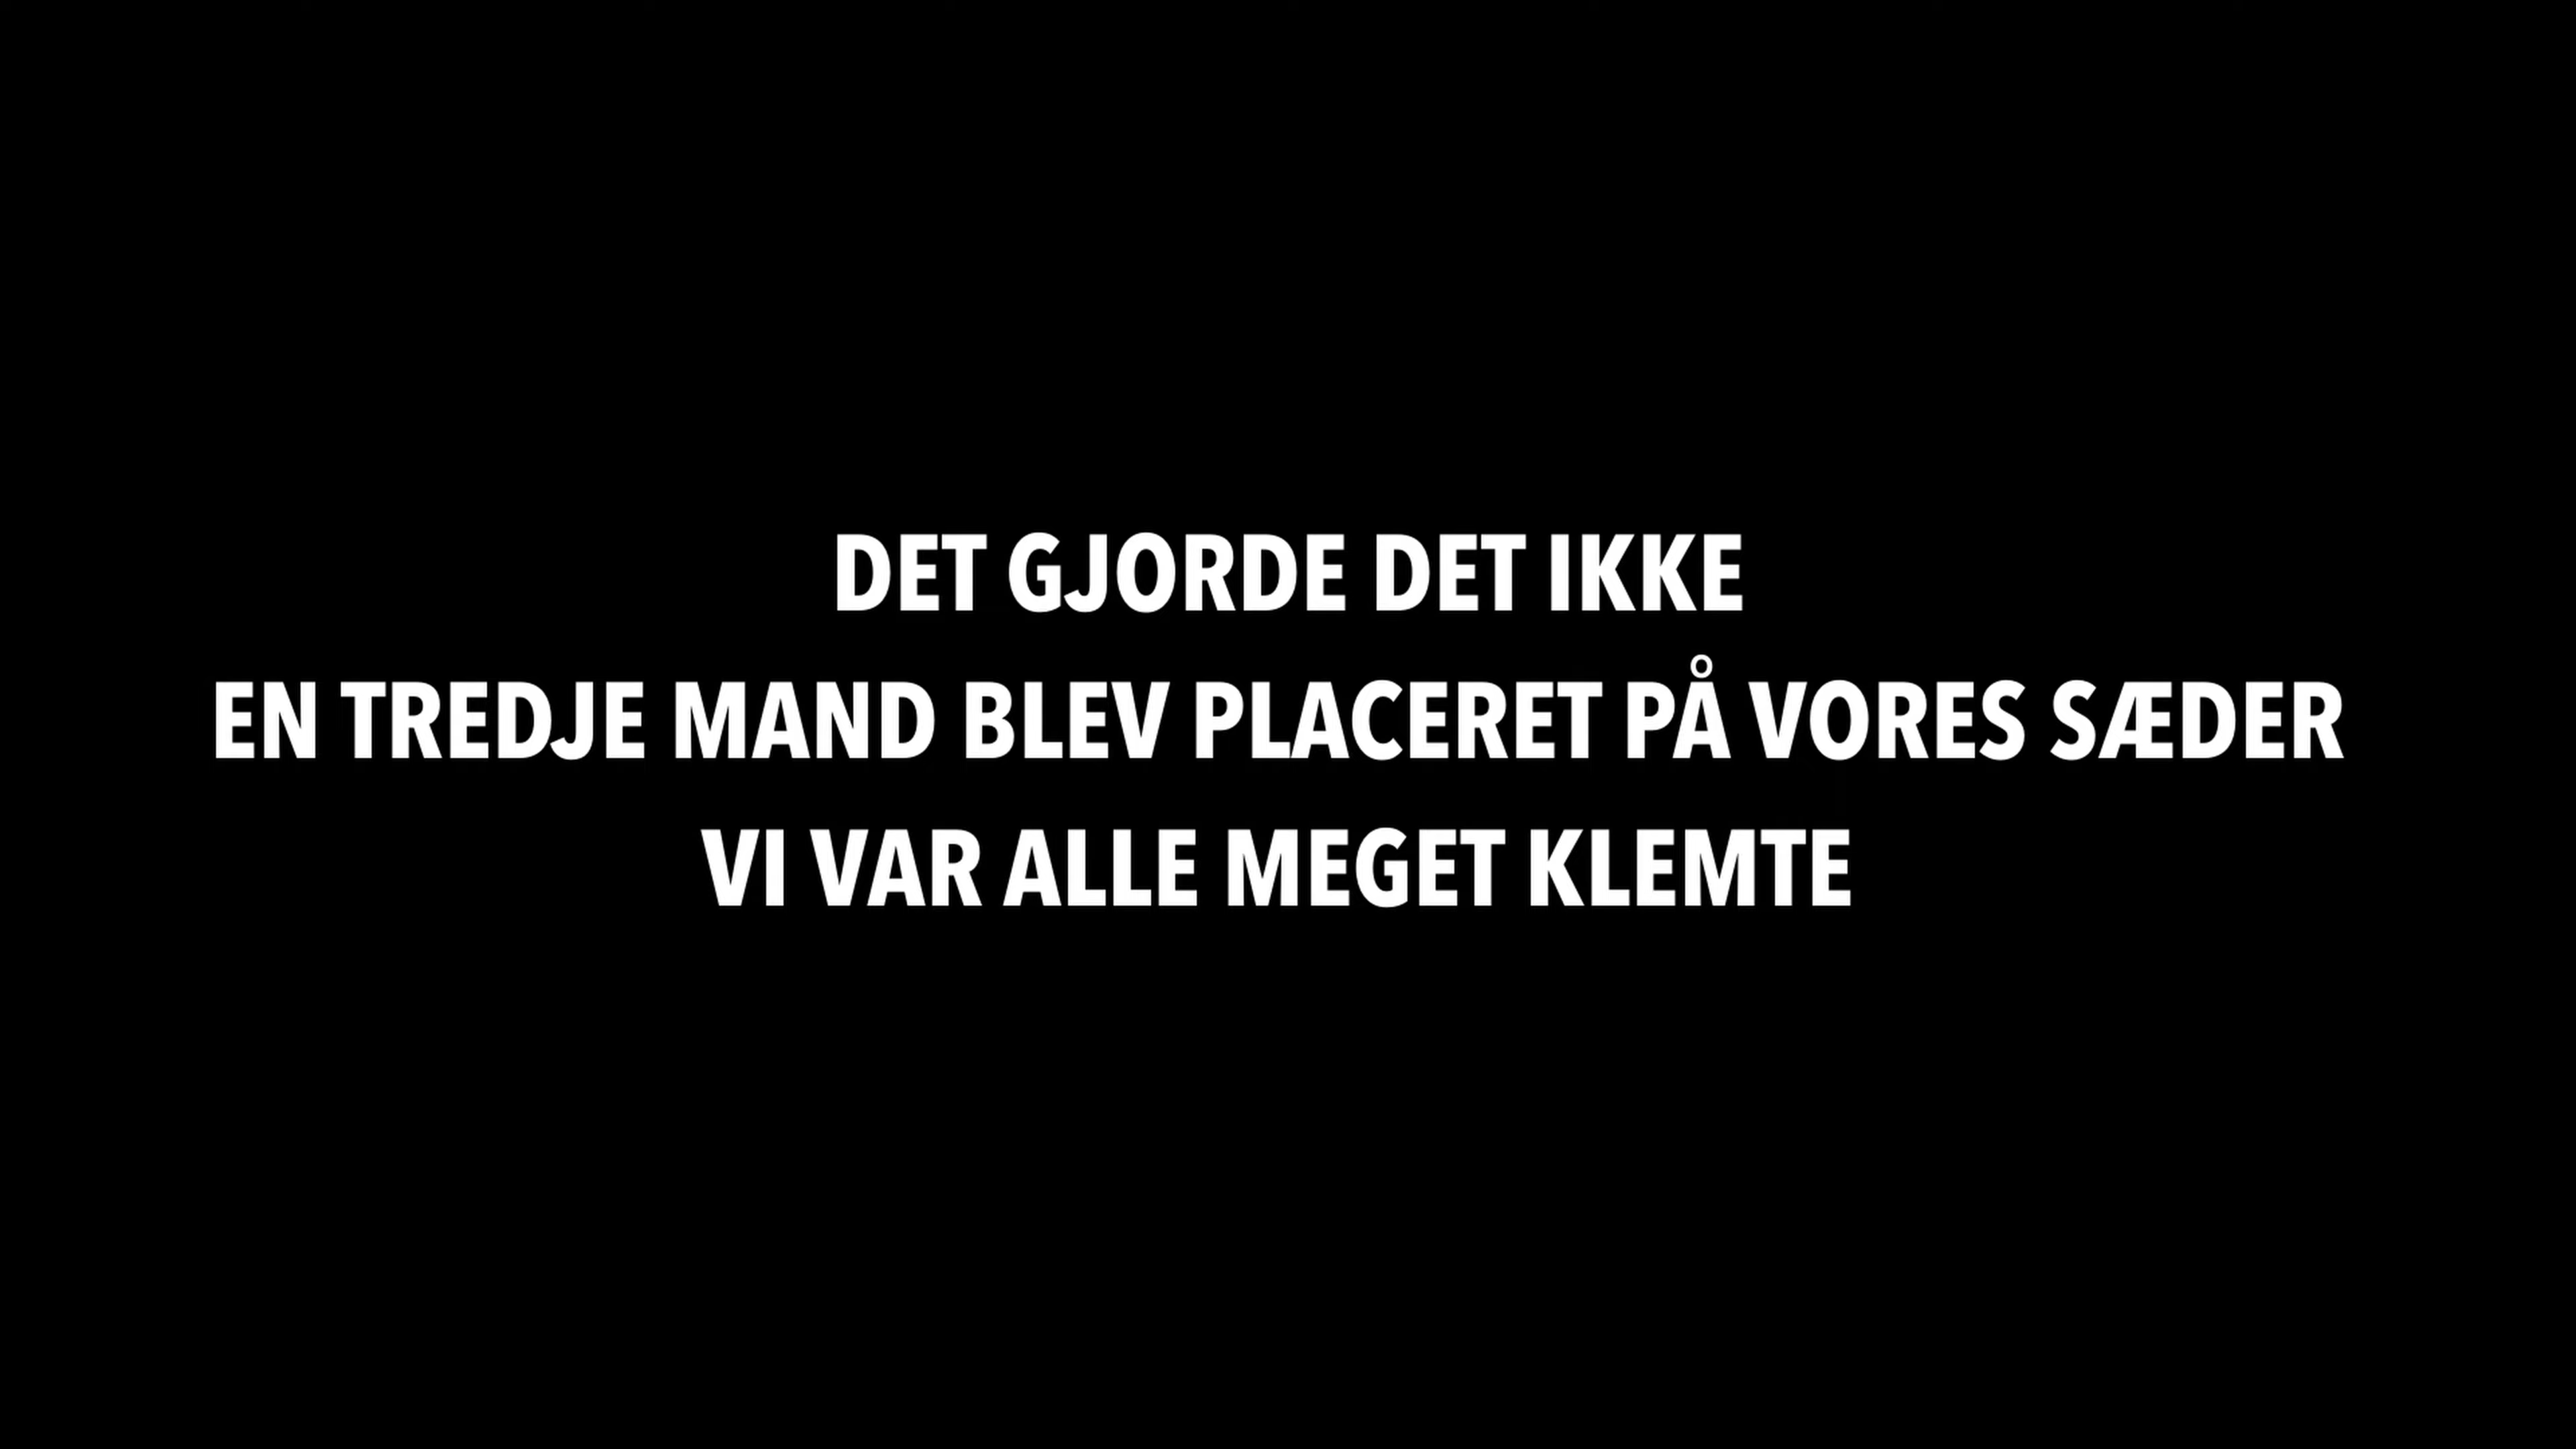 DET GJORDE DET IKKE
EN TREDJE MAND BLEV PLACERET PÅ VORES SÆDER
VI VAR ALLE MEGET KLEMTE